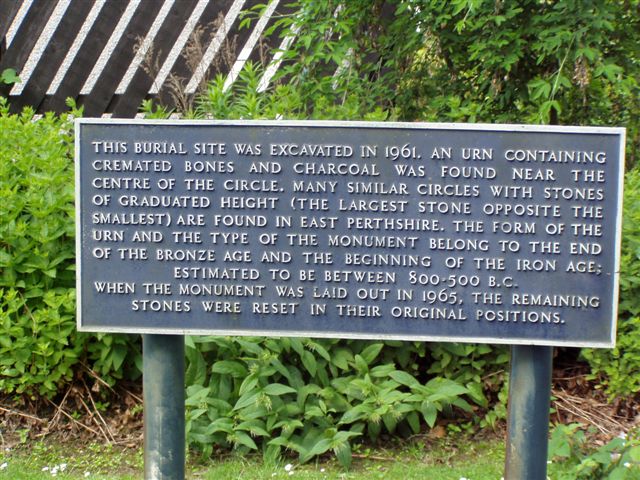 THIS BURIAL SITE WAS EXCAVATED IN 1961. AN URN CONTAINING
CREMATED BONES AND CHARCOAL WAS FOUND NEAR THE
CENTRE OF THE CIRCLE. MANY SIMILAR CIRCLES WITH STONES
OF GRADUATED HEIGHT (THE LARGEST STONE OPPOSITE THE
SMALLEST) ARE FOUND IN EAST PERTHSHIRE. THE FORM OF THE
URN AND THE TYPE OF THE MONUMENT BELONG TO THE END
OF THE BRONZE AGE AND THE BEGINNING OF THE IRON AGE;
ESTIMATED TO BE BETWEEN 800-500 B.C.
WHEN THE MONUMENT WAS LAID OUT IN 1965, THE REMAINING
STONES WERE RESET IN THEIR ORIGINAL POSITIONS.